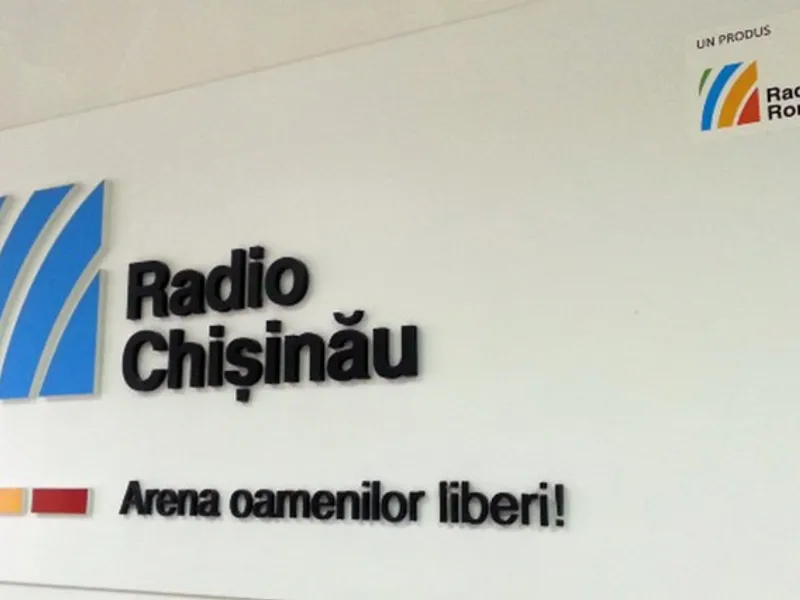 UN PRODUS
Radio
Chișinău
Arena oamenilor liberi!